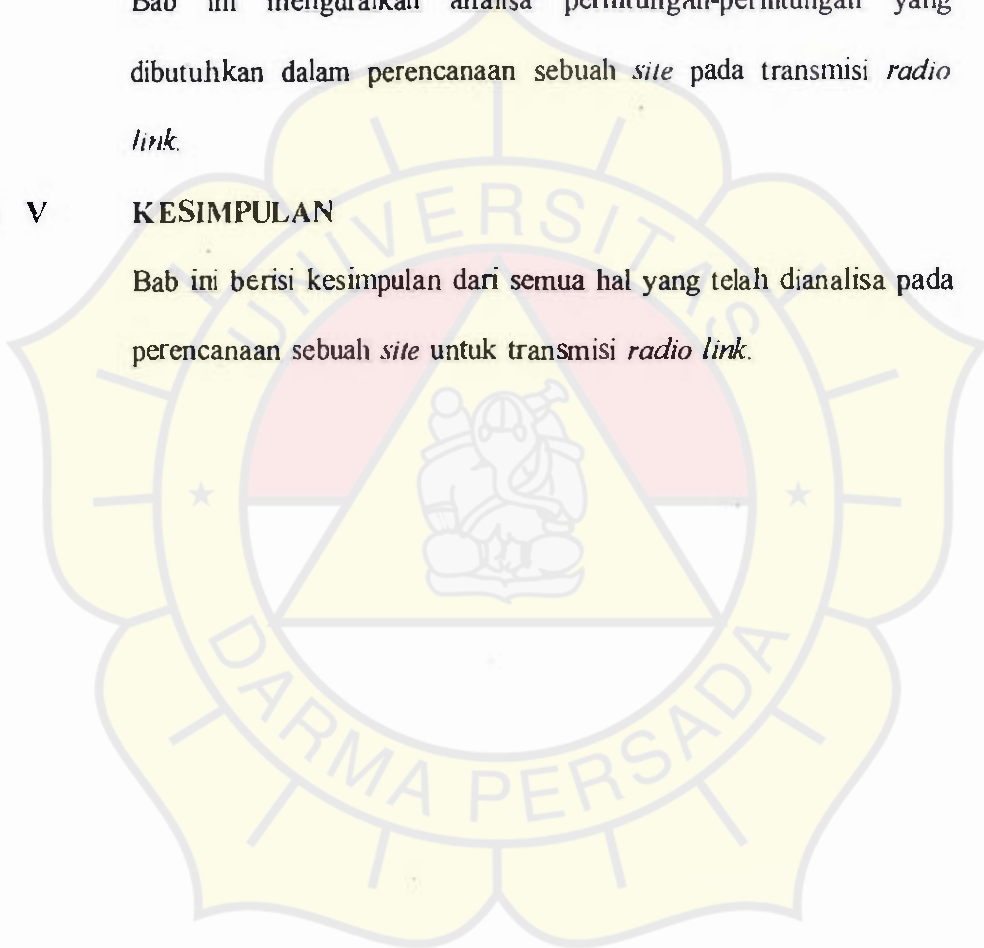 Bab ini menguraikan analisa perhitungan-perhitungan yang
dibutuhkan dalam perencanaan sebuah site pada transmisi radio
link.
V KESIMPULAN
Bab ini berisi kesimpulan dari semua hal yang telah dianalisa pada
perencanaan sebuah site untuk transmisi radio link.
UNIVERSITAS
DARMA PERSADA